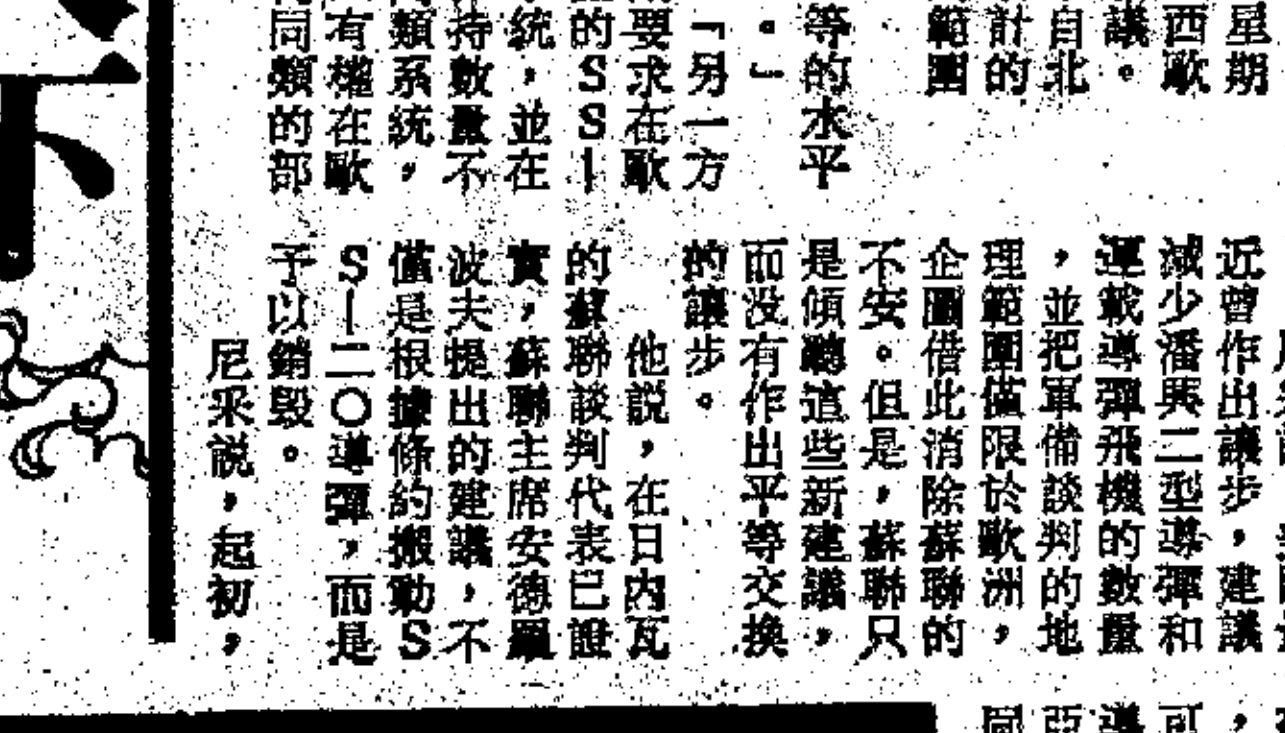 星期
西歐
議。
自北
計的
範圍
等的水平
。」
「另一方
要求在歐
的SS—
統,並在
持數量不
類系統,
有權在歐
同類的部
近曾作出讓步,建議
減少潘興二型導彈和
運載導彈飛機的數量
,並把軍備談判的地
理範圍僅限於歐洲,
企圖借此消除蘇聯的
不安。但是,蘇聯只
是傾聽這些新建議,
而没有作出平等交換
的讓步。
他説,在日内瓦
的蘇聯談判代表已證
實,蘇聯主席安德羅
波夫提出的建議,不
僅是根據條約搬動S
S—二〇導彈,而是
予以銷毀。
尼采説,起初,
,
可
導
亞
同